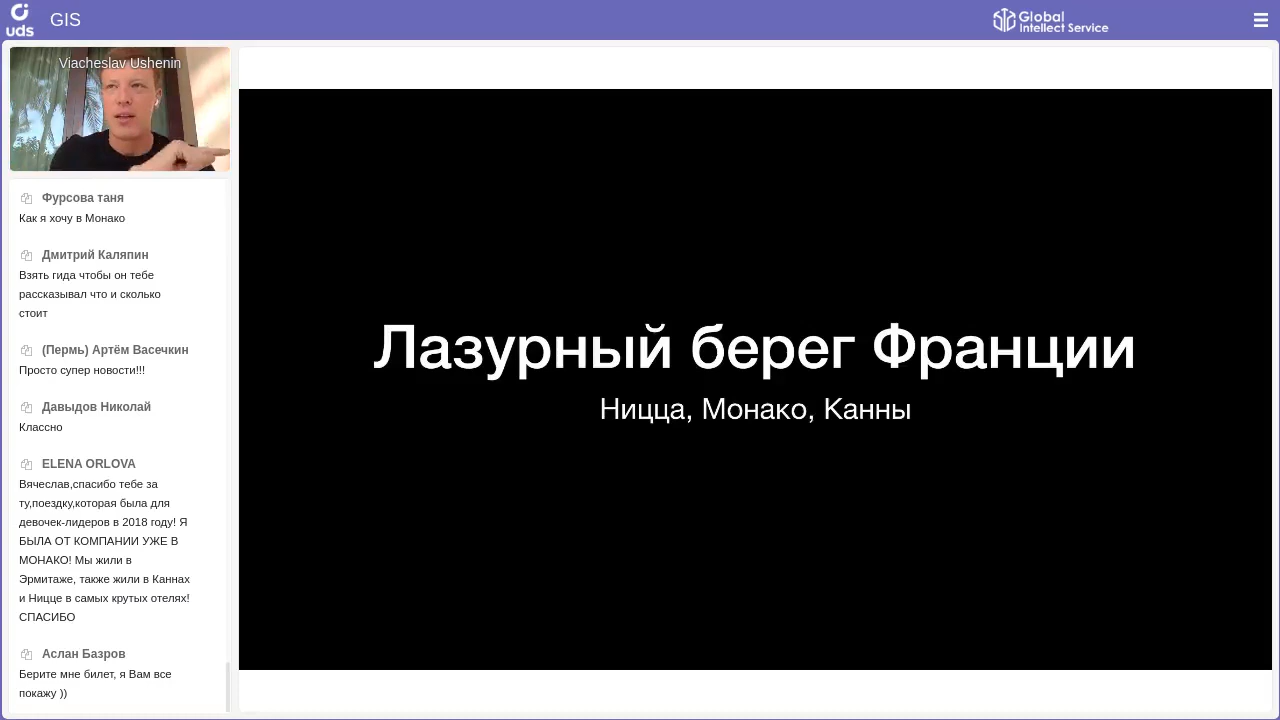 uds
GIS
Global
Intellect Service
Viacheslav Ushenin
Фурсова таня
Как я хочу в Монако
Дмитрий Каляпин
Взять гида чтобы он тебе
рассказывал что и сколько
стоит
(Пермь) Артём Васечкин
Просто супер новости!!!
Давыдов Николай
Классно
ELENA ORLOVA
Вячеслав,спасибо тебе за
ту,поездку,которая была для
девочек-лидеров в 2018 году! Я
БЫЛА ОТ КОМПАНИИ УЖЕ В
МОНАКО! Мы жили в
Эрмитаже, также жили в Каннах
и Ницце в самых крутых отелях!
СПАСИБО
Аслан Базров
Берите мне билет, я Вам все
покажу ))
Лазурный берег Франции
Ницца, Монако, Канны